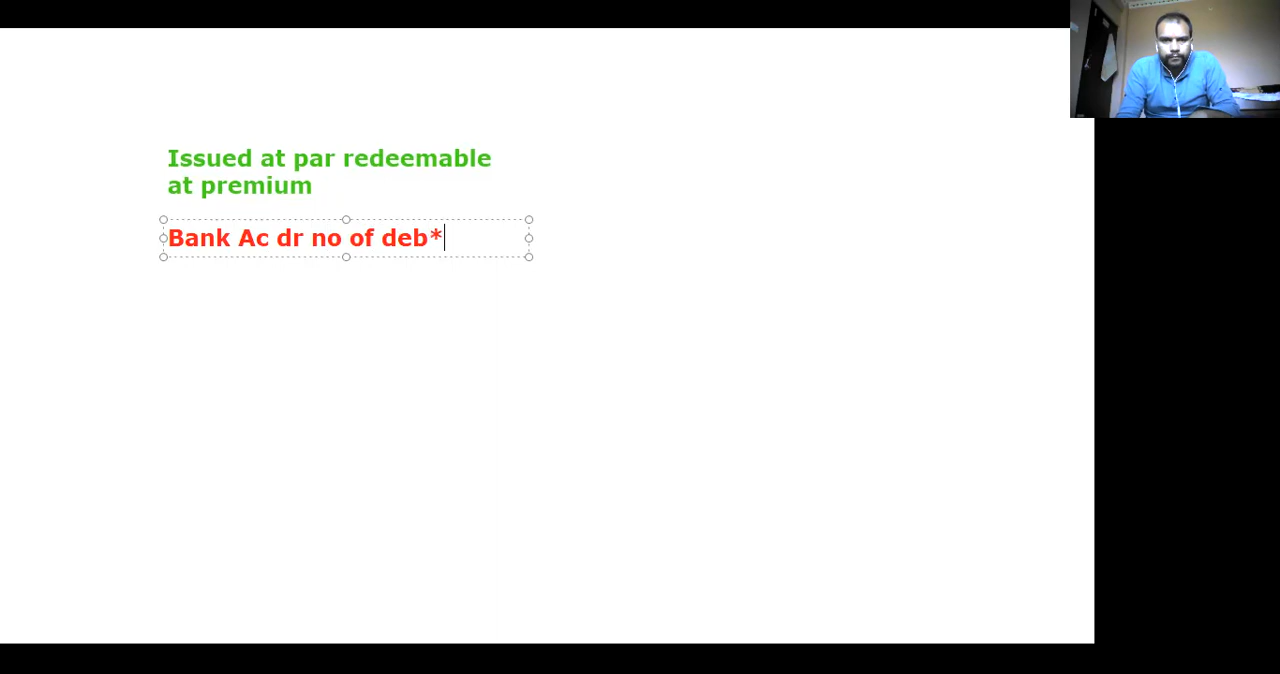 Issued at par redeemable
at premium
Bank Ac dr no of deb*